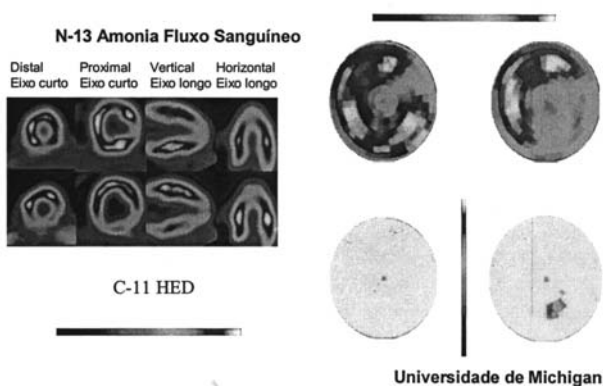 N-13 Amonia Fluxo Sanguíneo
Distal Proximal Vertical Horizontal
Eixo curto Eixo curto Eixo longo Eixo longo
C-11 HED
Universidade de Michigan